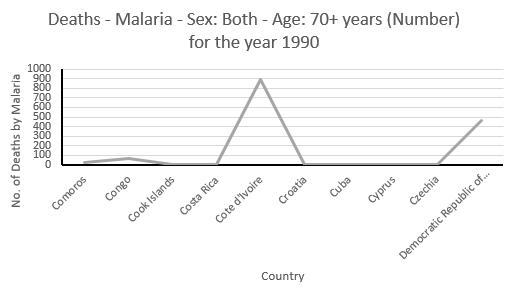 Deaths - Malaria - Sex: Both - Age: 70+ years (Number)
for the year 1990
No. of Deaths by Malaria
1000
900
800
700
600
500
400
300
200
100
0
Comoros
Congo
Cook Islands
Costa Rica
Cote d'Ivoire
Croatia
Cuba
Cyprus
Czechia
Democratic Republic of...
Country